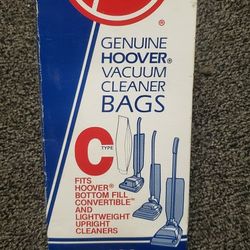 GENUINE
HOOVER®
VACUUM
CLEANER
BAGS
C
TYPE
FITS
HOOVER®
BOTTOM FILL
CONVERTIBLE™
AND
LIGHTWEIGHT
UPRIGHT
CLEANERS